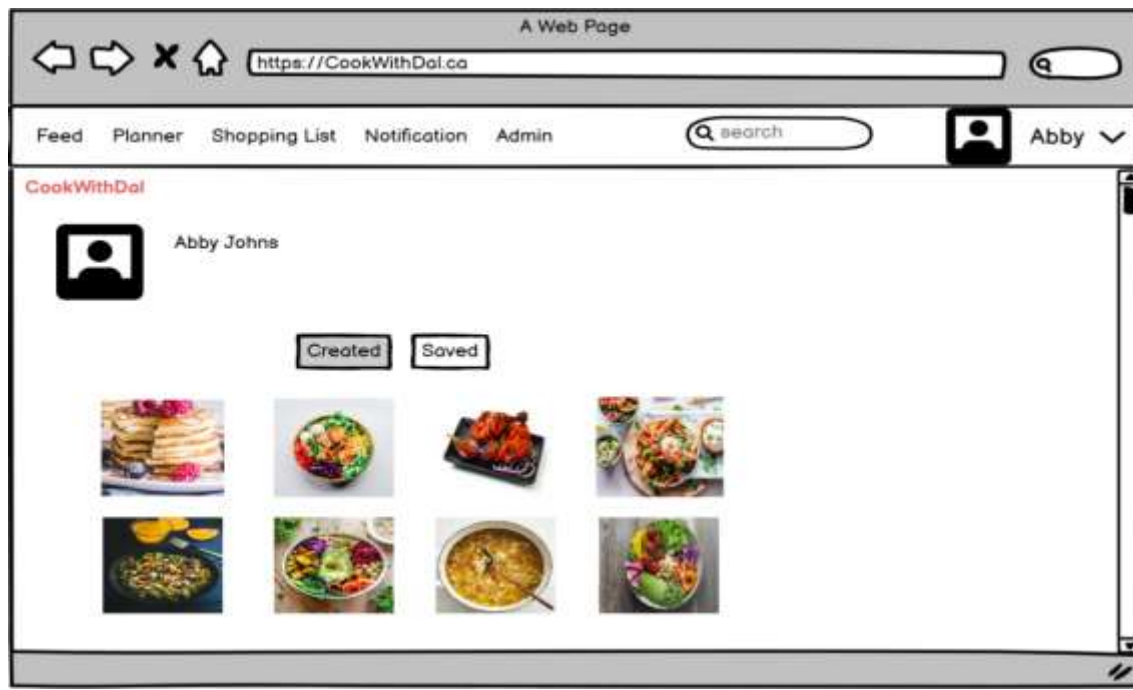 A Web Page
https://CookWithDal.ca
Feed Planner Shopping List Notification Admin search Abby
CookWithDal
Abby Johns
Created Saved